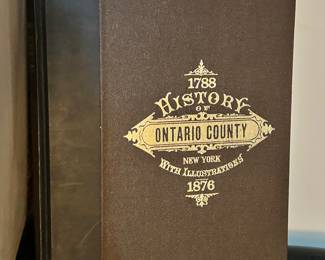 1788
HISTORY
OF
ONTARIO COUNTY
NEW YORK
With Illustrations
1876